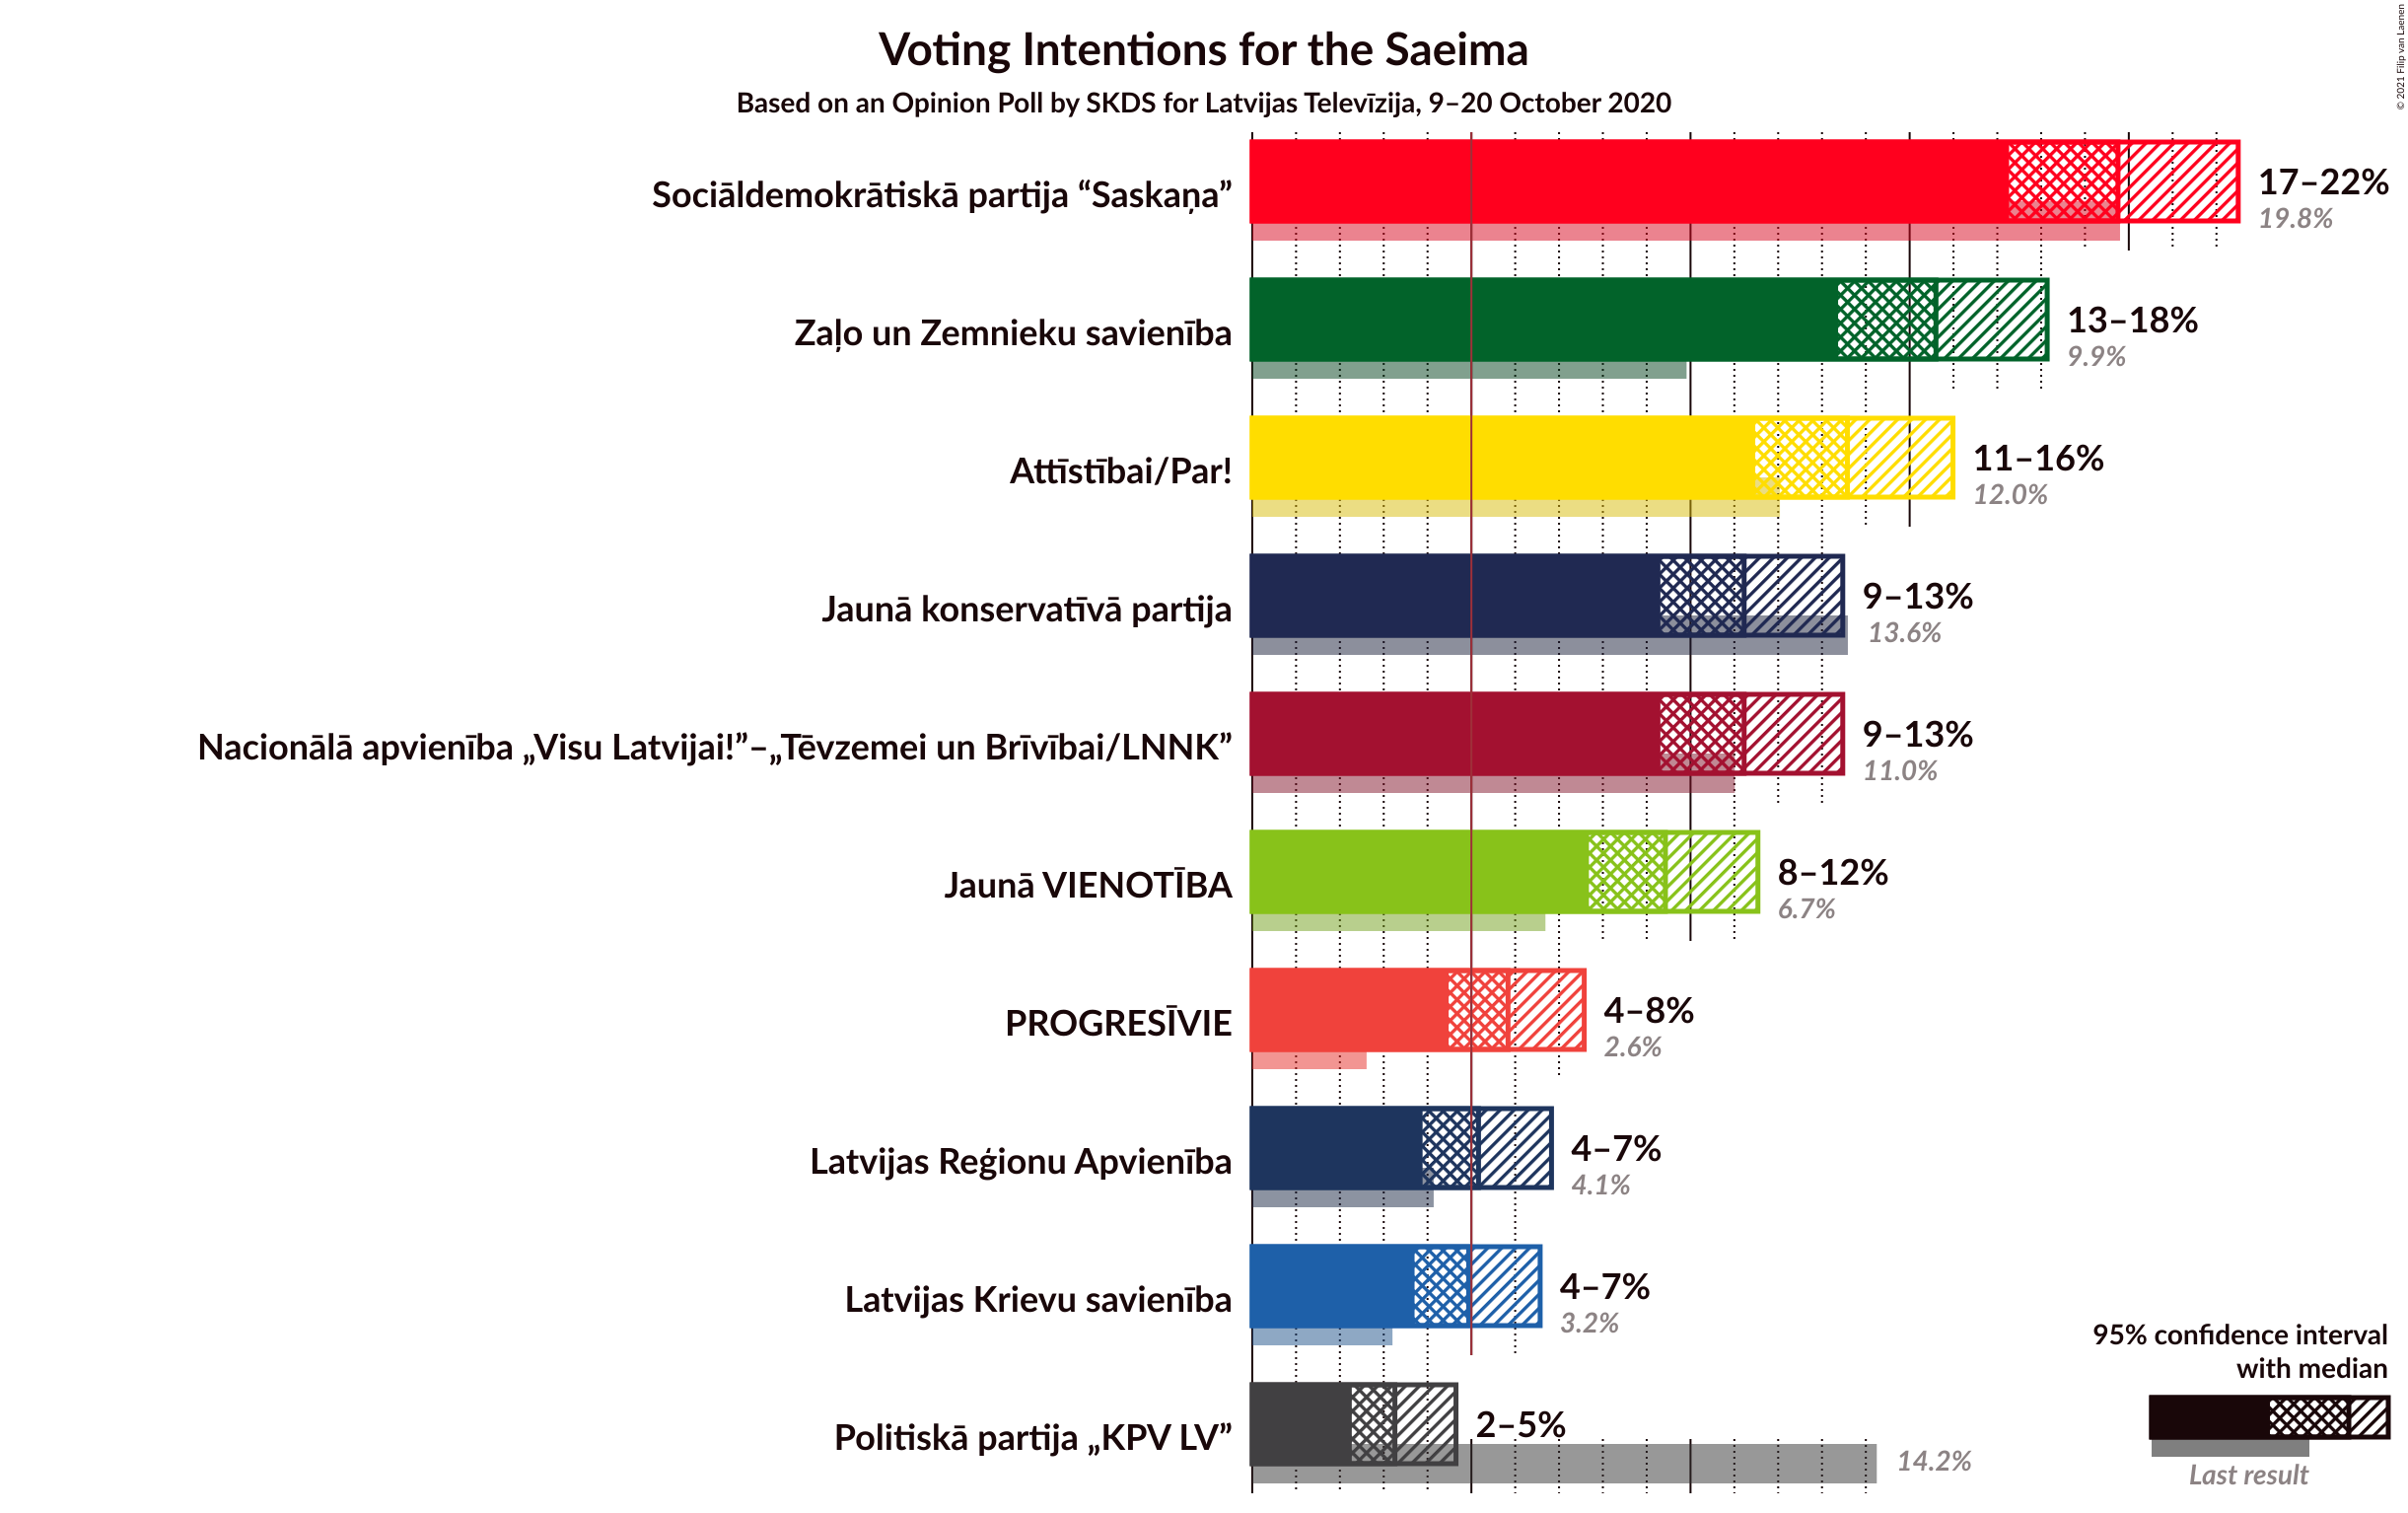 Voting Intentions for the Saeima
Based on an Opinion Poll by SKDS for Latvijas Televīzija, 9–20 October 2020
© 2021 Filip van Laenen
Sociāldemokrātiskā partija “Saskaņa”
17–22%
19.8%
Zaļo un Zemnieku savienība
13–18%
9.9%
Attīstībai/Par!
11–16%
12.0%
Jaunā konservatīvā partija
9–13%
13.6%
Nacionālā apvienība „Visu Latvijai!”–„Tēvzemei un Brīvībai/LNNK”
9–13%
11.0%
Jaunā VIENOTĪBA
8–12%
6.7%
PROGRESĪVIE
4–8%
2.6%
Latvijas Reģionu Apvienība
4–7%
4.1%
Latvijas Krievu savienība
4–7%
3.2%
Politiskā partija „KPV LV”
2–5%
14.2%
95% confidence interval
with median
Last result